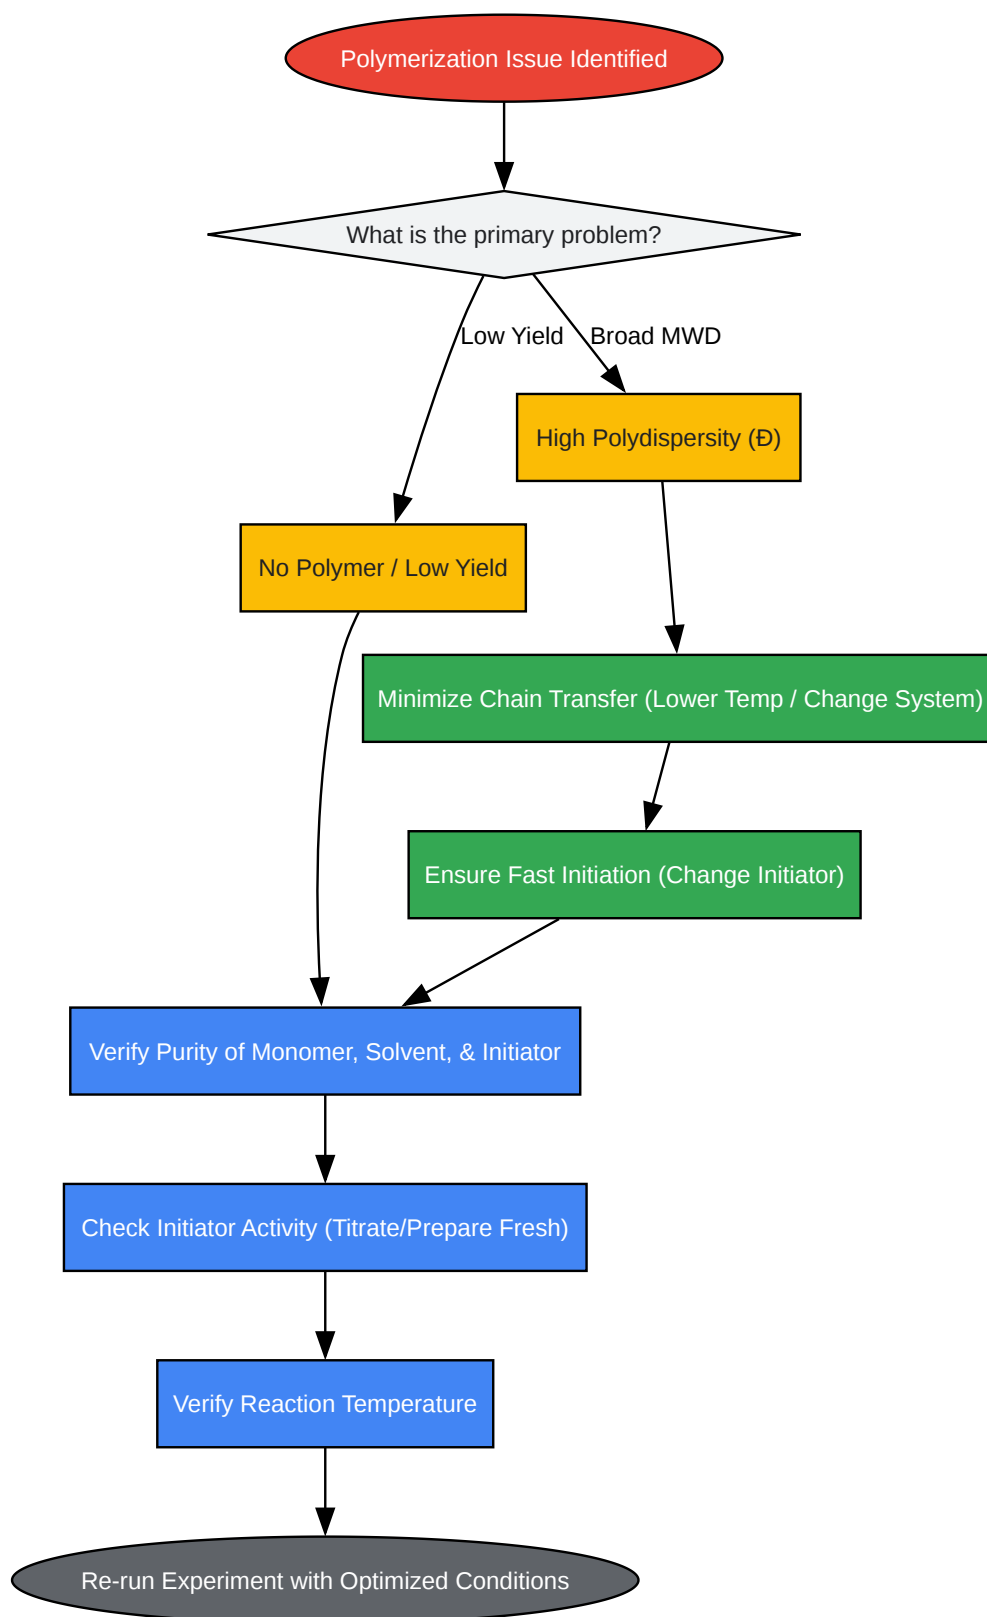 Polymerization Issue Identified
What is the primary problem?
Low Yield
Broad MWD
High Polydispersity (Đ)
No Polymer / Low Yield
Minimize Chain Transfer (Lower Temp / Change System)
Ensure Fast Initiation (Change Initiator)
Verify Purity of Monomer, Solvent, & Initiator
Check Initiator Activity (Titrate/Prepare Fresh)
Verify Reaction Temperature
Re-run Experiment with Optimized Conditions